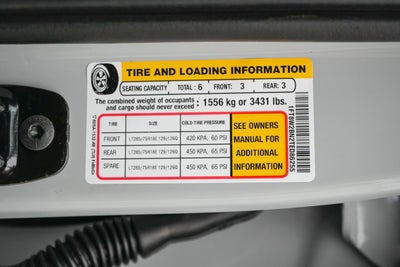 TIRE AND LOADING INFORMATION
SEATING CAPACITY TOTAL : 6 FRONT: 3 REAR: 3
The combined weight of occupants
and cargo should never exceed : 1556 kg or 3431 lbs.
TIRE SIZE COLD TIRE PRESSURE
FRONT LT285/75R18E 129/126Q 420 KPA, 60 PSI
REAR LT285/75R18E 129/126Q 450 KPA, 65 PSI
SPARE LT285/75R18E 129/126Q 450 KPA, 65 PSI
SEE OWNERS
MANUAL FOR
ADDITIONAL
INFORMATION